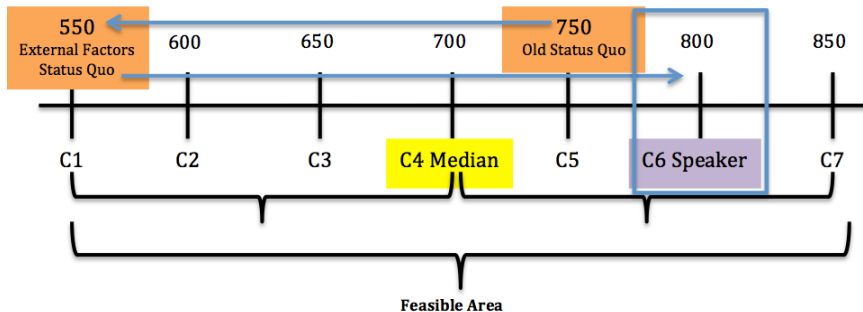 550
External Factors
Status Quo
600
650
700
750
Old Status Quo
800
850
C1
C2
C3
C4 Median
C5
C6 Speaker
C7
Feasible Area